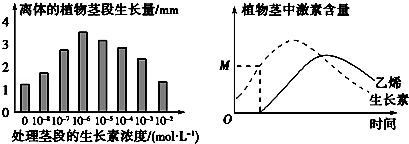 离体的植物茎段生长量/mm
4
3
2
1
0
0 10⁻⁸ 10⁻⁷ 10⁻⁶ 10⁻⁵ 10⁻⁴ 10⁻³ 10⁻²
处理茎段的生长素浓度/(mol·L⁻¹)
植物茎中激素含量
M
乙烯
生长素
O
时间